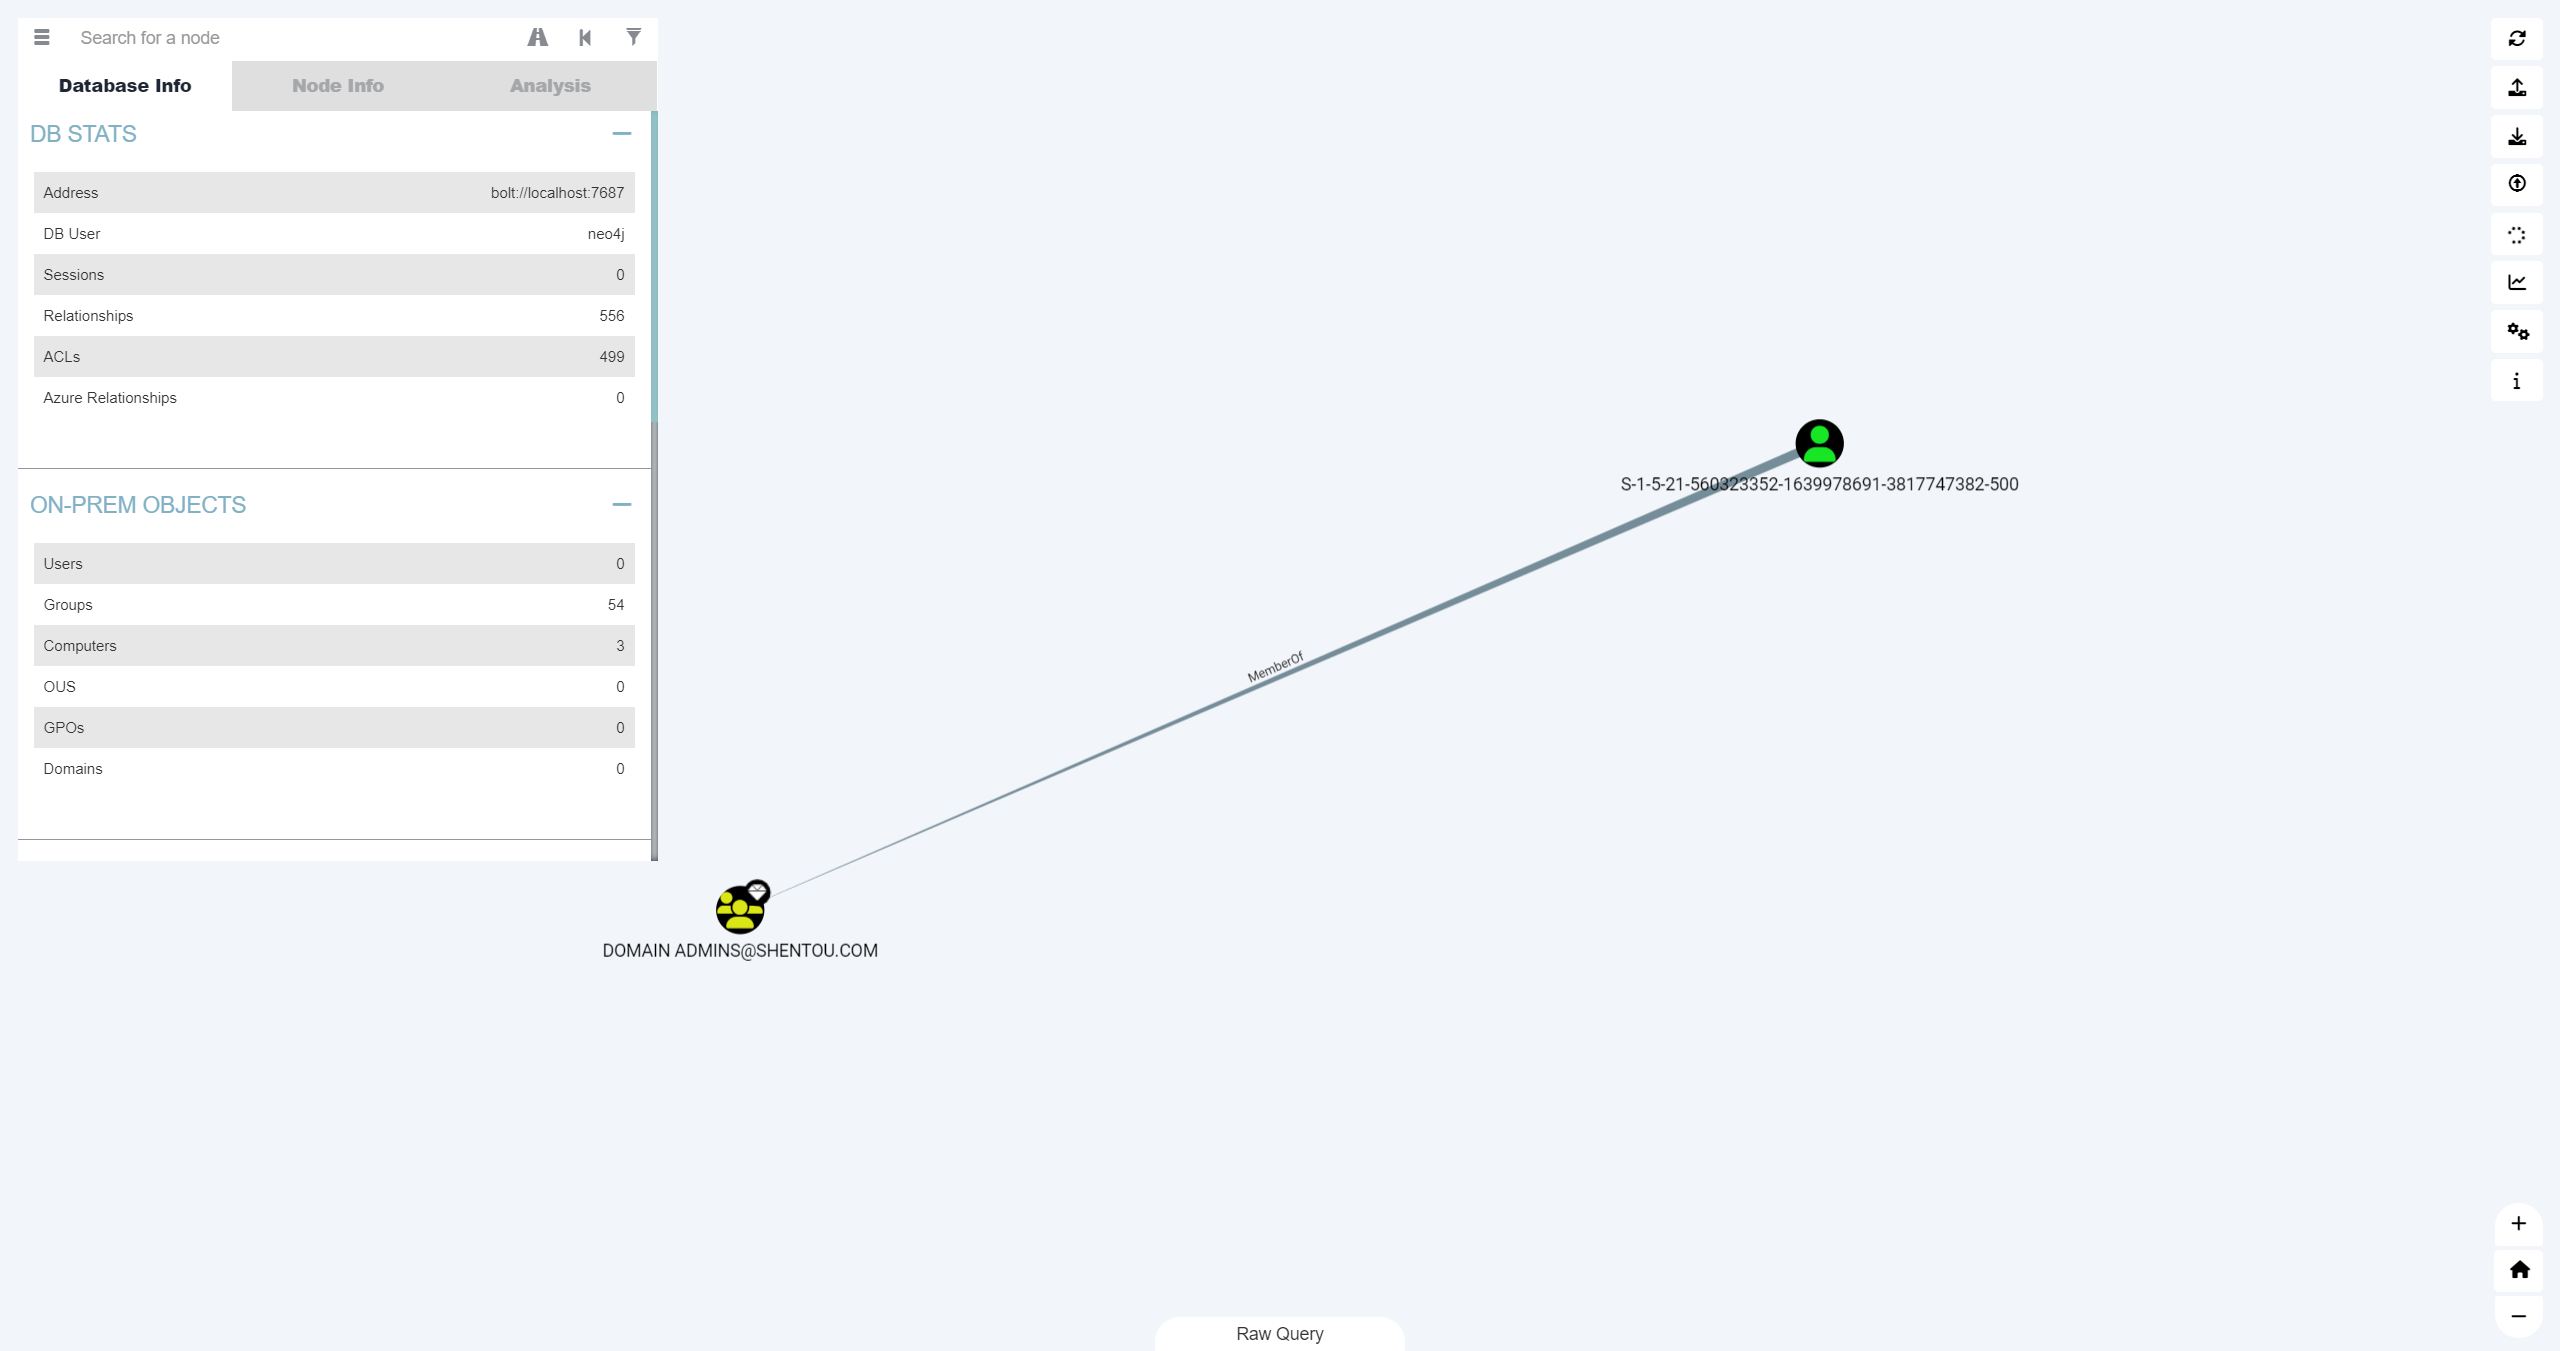 Search for a node
Database Info
Node Info
Analysis
DB STATS
Address bolt://localhost:7687
DB User neo4j
Sessions 0
Relationships 556
ACLs 499
Azure Relationships 0
ON-PREM OBJECTS
Users 0
Groups 54
Computers 3
OUS 0
GPOs 0
Domains 0
S-1-5-21-560323352-1639978691-3817747382-500
MemberOf
DOMAIN ADMINS@SHENTOU.COM
Raw Query